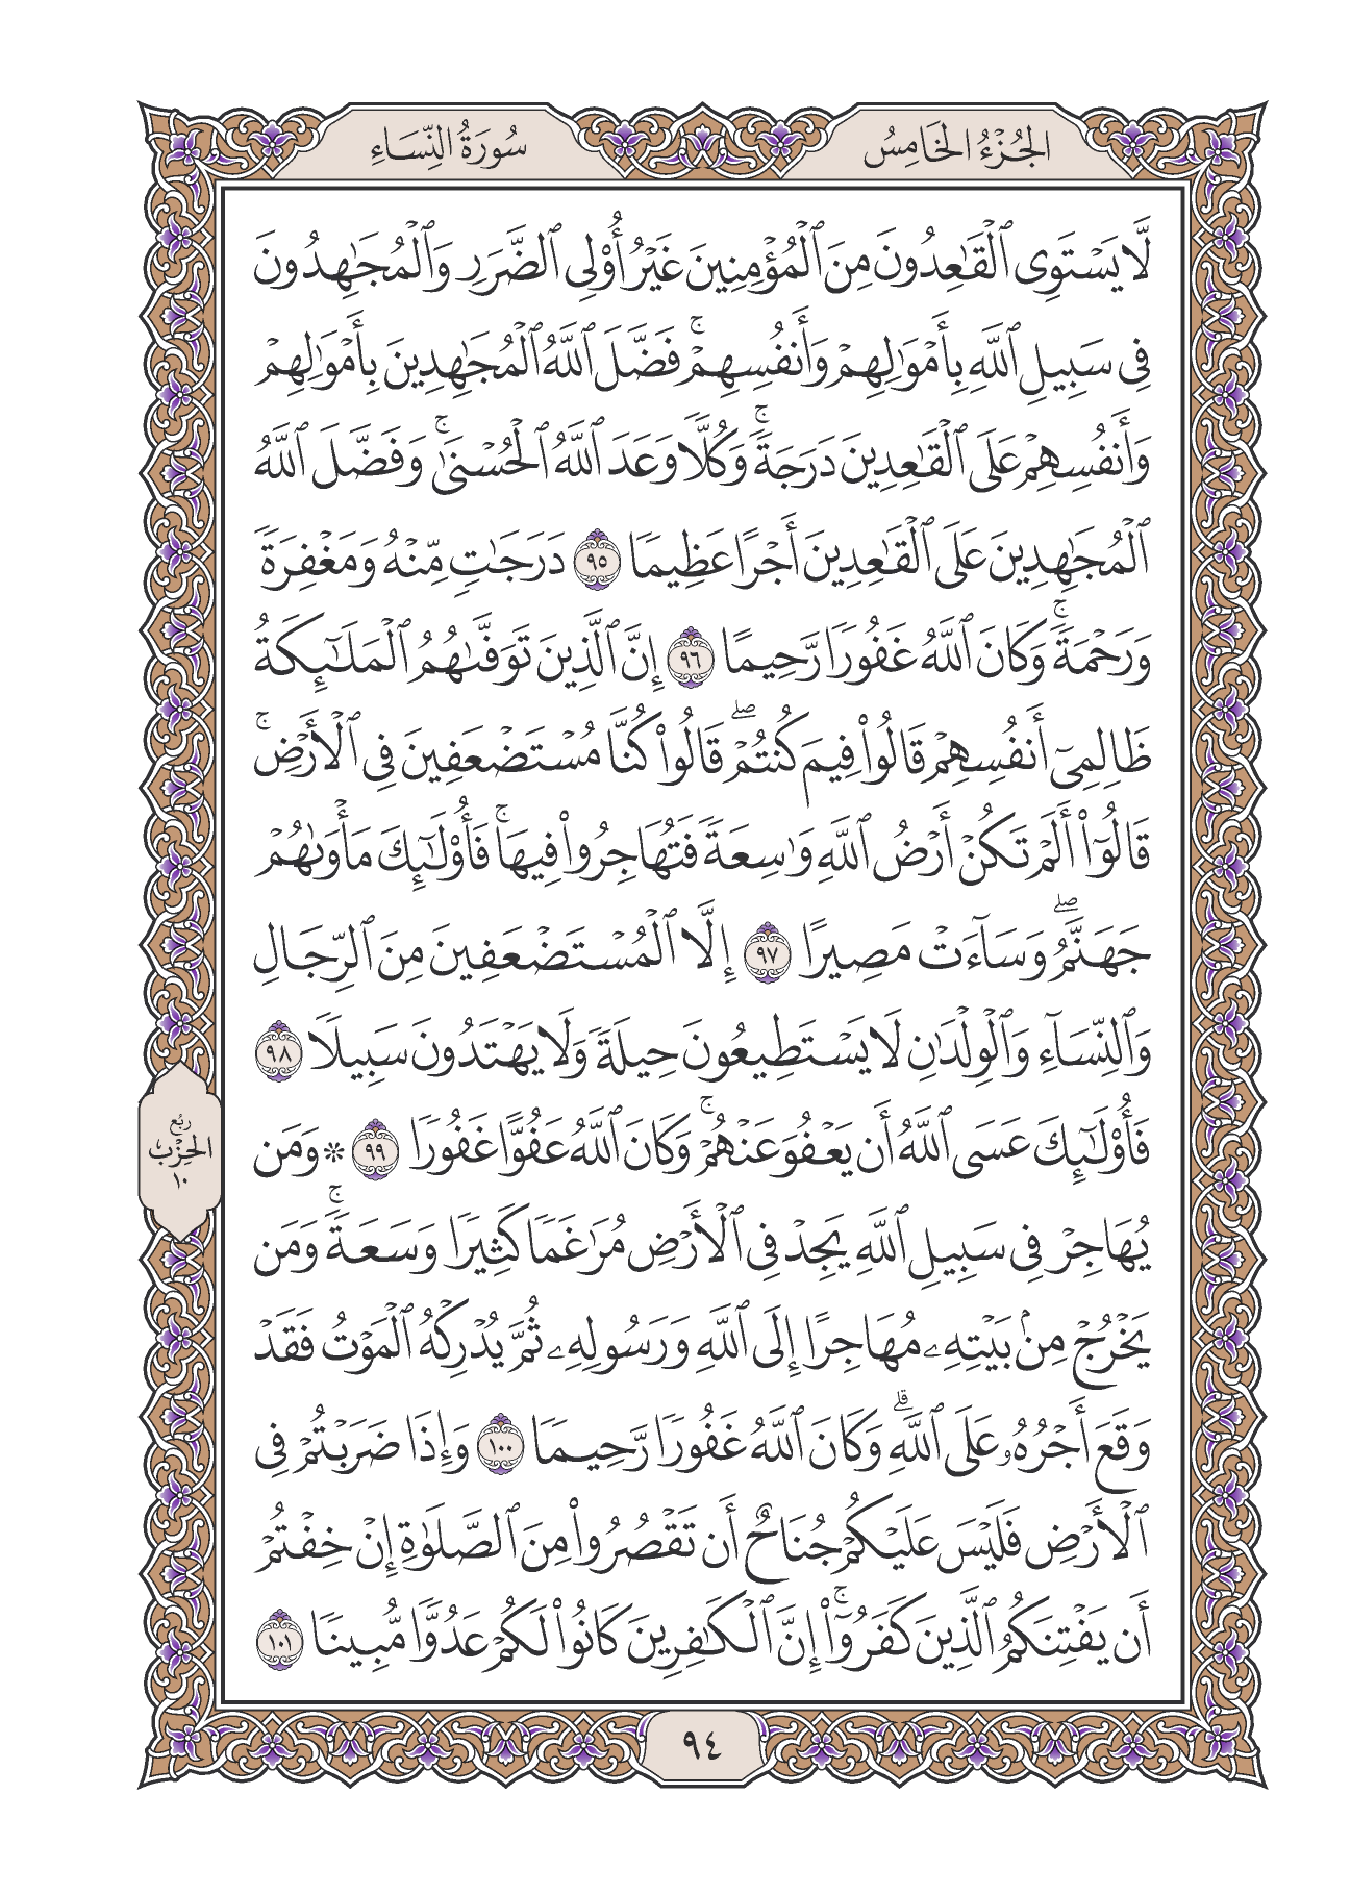 الجُزْءُ الخَامِسُ
سُورَةُ النِّسَاءِ
لَّا يَسْتَوِى ٱلْقَٰعِدُونَ مِنَ ٱلْمُؤْمِنِينَ غَيْرُ أُو۟لِى ٱلضَّرَرِ وَٱلْمُجَٰهِدُونَ
فِى سَبِيلِ ٱللَّهِ بِأَمْوَٰلِهِمْ وَأَنفُسِهِمْ ۚ فَضَّلَ ٱللَّهُ ٱلْمُجَٰهِدِينَ بِأَمْوَٰلِهِمْ
وَأَنفُسِهِمْ عَلَى ٱلْقَٰعِدِينَ دَرَجَةً ۚ وَكُلًّا وَعَدَ ٱللَّهُ ٱلْحُسْنَىٰ ۚ وَفَضَّلَ ٱللَّهُ
ٱلْمُجَٰهِدِينَ عَلَى ٱلْقَٰعِدِينَ أَجْرًا عَظِيمًا ٩٥ دَرَجَٰتٍ مِّنْهُ وَمَغْفِرَةً
وَرَحْمَةً ۚ وَكَانَ ٱللَّهُ غَفُورًا رَّحِيمًا ٩٦ إِنَّ ٱلَّذِينَ تَوَفَّىٰهُمُ ٱلْمَلَٰٓئِكَةُ
ظَالِمِىٓ أَنفُسِهِمْ قَالُوا۟ فِيمَ كُنتُمْ ۖ قَالُوا۟ كُنَّا مُسْتَضْعَفِينَ فِى ٱلْأَرْضِ ۚ
قَالُوٓا۟ أَلَمْ تَكُنْ أَرْضُ ٱللَّهِ وَٰسِعَةً فَتُهَاجِرُوا۟ فِيهَا ۚ فَأُو۟لَٰٓئِكَ مَأْوَىٰهُمْ
جَهَنَّمُ ۖ وَسَآءَتْ مَصِيرًا ٩٧ إِلَّا ٱلْمُسْتَضْعَفِينَ مِنَ ٱلرِّجَالِ
وَٱلنِّسَآءِ وَٱلْوِلْدَٰنِ لَا يَسْتَطِيعُونَ حِيلَةً وَلَا يَهْتَدُونَ سَبِيلًا ٩٨
فَأُو۟لَٰٓئِكَ عَسَى ٱللَّهُ أَن يَعْفُوَ عَنْهُمْ ۚ وَكَانَ ٱللَّهُ عَفُوًّا غَفُورًا ٩٩ ۞ وَمَن
يُهَاجِرْ فِى سَبِيلِ ٱللَّهِ يَجِدْ فِى ٱلْأَرْضِ مُرَٰغَمًا كَثِيرًا وَسَعَةً ۚ وَمَن
يَخْرُجْ مِنۢ بَيْتِهِۦ مُهَاجِرًا إِلَى ٱللَّهِ وَرَسُولِهِۦ ثُمَّ يُدْرِكْهُ ٱلْمَوْتُ فَقَدْ
وَقَعَ أَجْرُهُۥ عَلَى ٱللَّهِ ۗ وَكَانَ ٱللَّهُ غَفُورًا رَّحِيمًا ١٠٠ وَإِذَا ضَرَبْتُمْ فِى
ٱلْأَرْضِ فَلَيْسَ عَلَيْكُمْ جُنَاحٌ أَن تَقْصُرُوا۟ مِنَ ٱلصَّلَوٰةِ إِنْ خِفْتُمْ
أَن يَفْتِنَكُمُ ٱلَّذِينَ كَفَرُوٓا۟ ۚ إِنَّ ٱلْكَٰفِرِينَ كَانُوا۟ لَكُمْ عَدُوًّا مُّبِينًا ١٠١
رُبُع
الحِزْب
١٠
٩٤